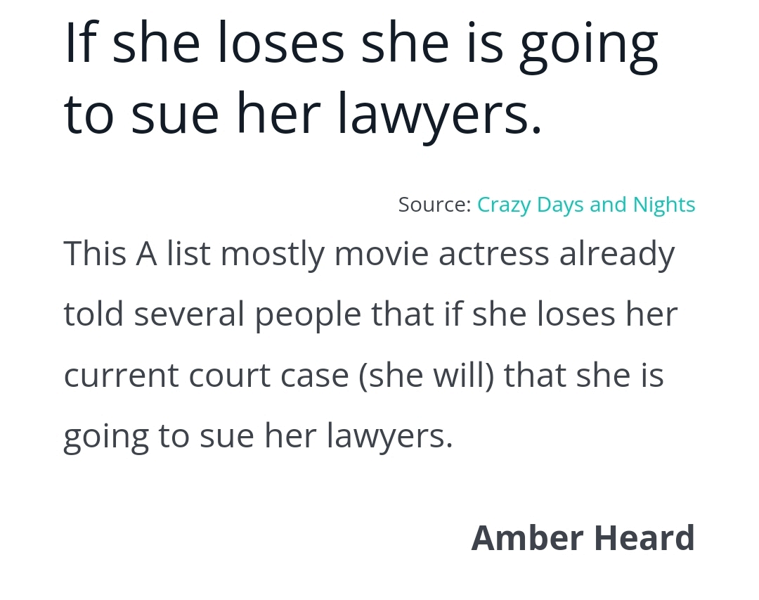 If she loses she is going
to sue her lawyers.
Source: Crazy Days and Nights
This A list mostly movie actress already
told several people that if she loses her
current court case (she will) that she is
going to sue her lawyers.
Amber Heard